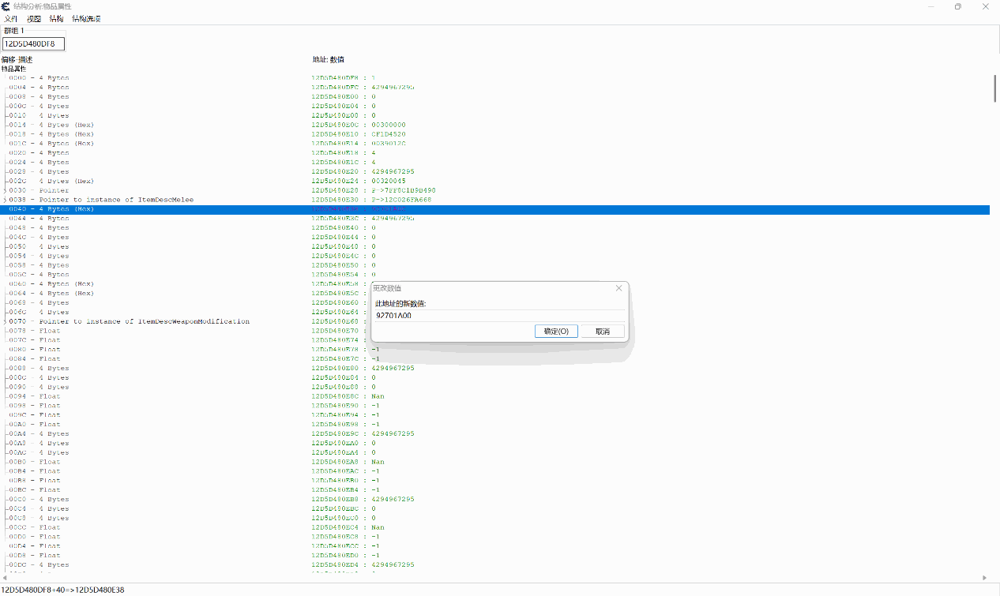 结构分析:物品属性
文件 视图 结构 结构选项
群组 1
12D5D480DF8
偏移-描述 地址: 数值
物品属性
0000 - 4 Bytes 12D5D480DF8 : 1
0004 - 4 Bytes 12D5D480DFC : 4294967295
0008 - 4 Bytes 12D5D480E00 : 0
000C - 4 Bytes 12D5D480E04 : 0
0010 - 4 Bytes 12D5D480E08 : 0
0014 - 4 Bytes (Hex) 12D5D480E0C : 00300000
0018 - 4 Bytes (Hex) 12D5D480E10 : CF1D4520
001C - 4 Bytes (Hex) 12D5D480E14 : 0039012C
0020 - 4 Bytes 12D5D480E18 : 4
0024 - 4 Bytes 12D5D480E1C : 4
0028 - 4 Bytes 12D5D480E20 : 4294967295
002C - 4 Bytes (Hex) 12D5D480E24 : 00320045
0030 - Pointer 12D5D480E28 : P->7FF8C1B9B498
0038 - Pointer to instance of ItemDescMelee 12D5D480E30 : P->12C026FA668
0040 - 4 Bytes (Hex)
0044 - 4 Bytes 12D5D480E3C : 4294967295
0048 - 4 Bytes 12D5D480E40 : 0
004C - 4 Bytes 12D5D480E44 : 0
0050 - 4 Bytes 12D5D480E48 : 0
0054 - 4 Bytes 12D5D480E4C : 0
0058 - 4 Bytes 12D5D480E50 : 0
005C - 4 Bytes 12D5D480E54 : 0
0060 - 4 Bytes (Hex) 12D5D480E58 :
0064 - 4 Bytes (Hex) 12D5D480E5C :
0068 - 4 Bytes 12D5D480E60 :
006C - 4 Bytes 12D5D480E64 :
0070 - Pointer to instance of ItemDescWeaponModification 12D5D480E68 :
0078 - Float 12D5D480E70 :
007C - Float 12D5D480E74 :
0080 - Float 12D5D480E78 : -1
0084 - Float 12D5D480E7C : -1
0088 - 4 Bytes 12D5D480E80 : 4294967295
008C - 4 Bytes 12D5D480E84 : 0
0090 - 4 Bytes 12D5D480E88 : 0
0094 - Float 12D5D480E8C : Nan
0098 - Float 12D5D480E90 : -1
009C - Float 12D5D480E94 : -1
00A0 - Float 12D5D480E98 : -1
00A4 - 4 Bytes 12D5D480E9C : 4294967295
00A8 - 4 Bytes 12D5D480EA0 : 0
00AC - 4 Bytes 12D5D480EA4 : 0
00B0 - Float 12D5D480EA8 : Nan
00B4 - Float 12D5D480EAC : -1
00B8 - Float 12D5D480EB0 : -1
00BC - Float 12D5D480EB4 : -1
00C0 - 4 Bytes 12D5D480EB8 : 4294967295
00C4 - 4 Bytes 12D5D480EBC : 0
00C8 - 4 Bytes 12D5D480EC0 : 0
00CC - Float 12D5D480EC4 : Nan
00D0 - Float 12D5D480EC8 : -1
00D4 - Float 12D5D480ECC : -1
00D8 - Float 12D5D480ED0 : -1
00DC - 4 Bytes 12D5D480ED4 : 4294967295
更改数值
此地址的新数值:
92701A00
确定(O) 取消
12D5D480DF8+40=>12D5D480E38